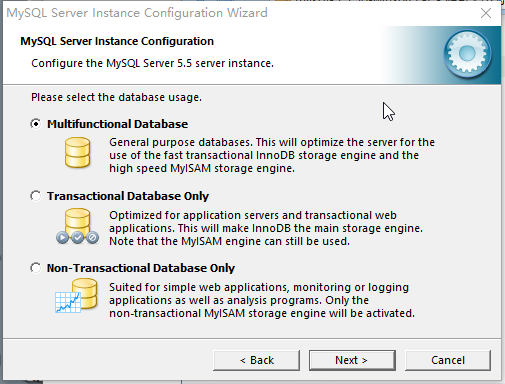 MySQL Server Instance Configuration Wizard
MySQL Server Instance Configuration
Configure the MySQL Server 5.5 server instance.
Please select the database usage.
Multifunctional Database
General purpose databases. This will optimize the server for the
use of the fast transactional InnoDB storage engine and the
high speed MyISAM storage engine.
Transactional Database Only
Optimized for application servers and transactional web
applications. This will make InnoDB the main storage engine.
Note that the MyISAM engine can still be used.
Non-Transactional Database Only
Suited for simple web applications, monitoring or logging
applications as well as analysis programs. Only the
non-transactional MyISAM storage engine will be activated.
< Back
Next >
Cancel